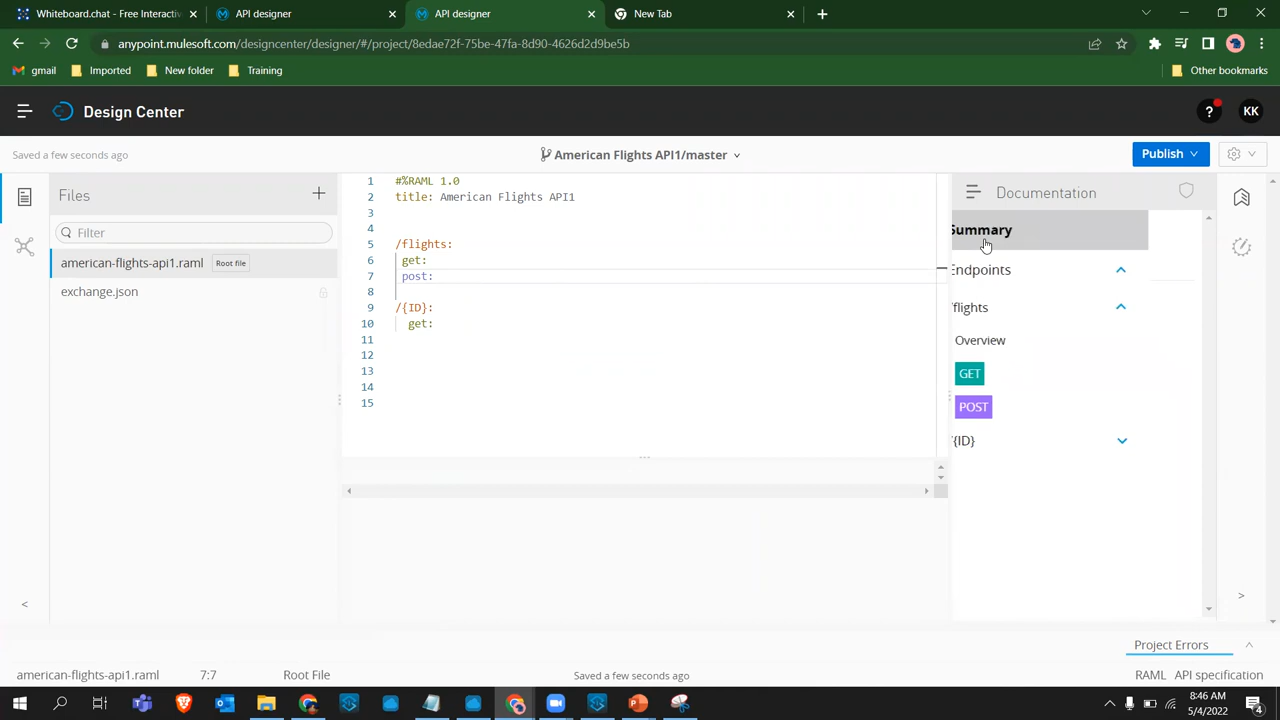 Whiteboard.chat - Free Interactiv
API designer
API designer
New Tab
anypoint.mulesoft.com/designcenter/designer/#/project/8edae72f-75be-47fa-8d90-4626d2d9be5b
gmail
Imported
New folder
Training
Other bookmarks
Design Center
?
KK
Saved a few seconds ago
American Flights API1/master
Publish
Files
Filter
american-flights-api1.raml
Root file
exchange.json
1 #%RAML 1.0
2 title: American Flights API1
3
4
5 /flights:
6 get:
7 post:
8
9 /{ID}:
10 get:
11
12
13
14
15
Documentation
Summary
Endpoints
/flights
Overview
GET
POST
/{ID}
Project Errors
american-flights-api1.raml
7:7
Root File
Saved a few seconds ago
RAML
API specification
8:46 AM
5/4/2022
4